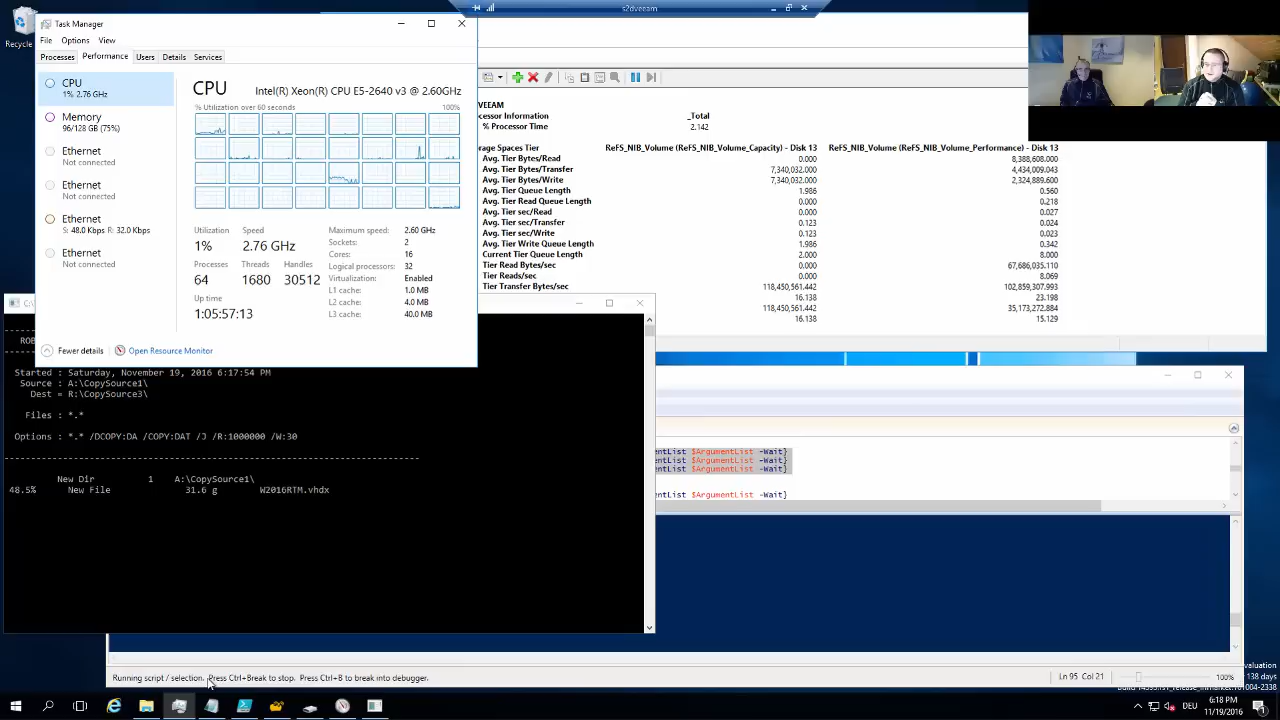 s2dveeam
Recycle
Task Manager
File Options View
Processes Performance Users Details Services
CPU
1% 2.76 GHz
Memory
96/128 GB (75%)
Ethernet
Not connected
Ethernet
Not connected
Ethernet
S: 48.0 Kbps R: 32.0 Kbps
Ethernet
Not connected
CPU Intel(R) Xeon(R) CPU E5-2640 v3 @ 2.60GHz
% Utilization over 60 seconds 100%
Utilization Speed
1% 2.76 GHz
Processes Threads Handles
64 1680 30512
Up time
1:05:57:13
Maximum speed: 2.60 GHz
Sockets: 2
Cores: 16
Logical processors: 32
Virtualization: Enabled
L1 cache: 1.0 MB
L2 cache: 4.0 MB
L3 cache: 40.0 MB
Fewer details Open Resource Monitor
VEEAM
cessor Information _Total
% Processor Time 2.142
rage Spaces Tier ReFS_NIB_Volume (ReFS_NIB_Volume_Capacity) - Disk 13 ReFS_NIB_Volume (ReFS_NIB_Volume_Performance) - Disk 13
Avg. Tier Bytes/Read 0.000 8,388,608.000
Avg. Tier Bytes/Transfer 7,340,032.000 4,434,009.043
Avg. Tier Bytes/Write 7,340,032.000 2,324,889.600
Avg. Tier Queue Length 1.986 0.560
Avg. Tier Read Queue Length 0.000 0.218
Avg. Tier sec/Read 0.000 0.027
Avg. Tier sec/Transfer 0.123 0.024
Avg. Tier sec/Write 0.123 0.023
Avg. Tier Write Queue Length 1.986 0.342
Current Tier Queue Length 2.000 8.000
Tier Read Bytes/sec 0.000 67,686,035.110
Tier Reads/sec 0.000 8.069
Tier Transfer Bytes/sec 118,450,561.442 102,859,307.993
16.138 23.198
118,450,561.442 35,173,272.884
16.138 15.129
ROB
Started : Saturday, November 19, 2016 6:17:54 PM
Source : A:\CopySource1\
Dest = R:\CopySource3\
Files : *.*
Options : *.* /DCOPY:DA /COPY:DAT /J /R:1000000 /W:30
New Dir 1 A:\CopySource1\
48.5% New File 31.6 g W2016RTM.vhdx
entList $ArgumentList -Wait}
entList $ArgumentList -Wait}
entList $ArgumentList -Wait}
entList $ArgumentList -Wait}
Running script / selection. Press Ctrl+Break to stop. Press Ctrl+B to break into debugger.
Ln 95 Col 21 100%
valuation
138 days
DEU
6:18 PM
11/19/2016